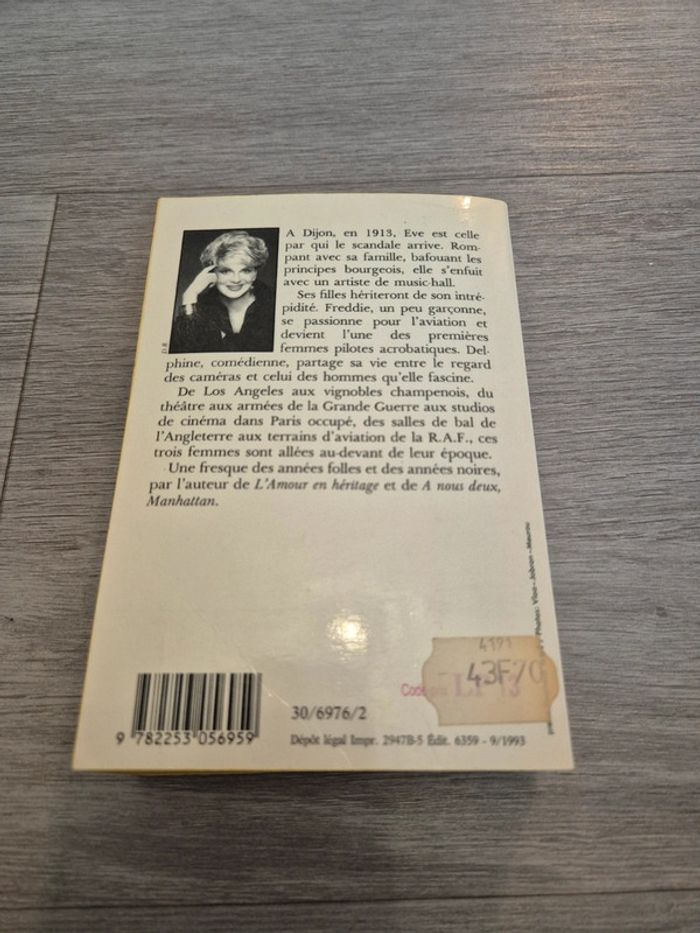 A Dijon, en 1913, Eve est celle
par qui le scandale arrive. Rom-
pant avec sa famille, bafouant les
principes bourgeois, elle s'enfuit
avec un artiste de music-hall.
Ses filles hériteront de son intré-
pidité. Freddie, un peu garçonne,
se passionne pour l'aviation et
devient l'une des premières
femmes pilotes acrobatiques. Del-
phine, comédienne, partage sa vie entre le regard
des caméras et celui des hommes qu'elle fascine.
De Los Angeles aux vignobles champenois, du
théâtre aux armées de la Grande Guerre aux studios
de cinéma dans Paris occupé, des salles de bal de
l'Angleterre aux terrains d'aviation de la R.A.F., ces
trois femmes sont allées au-devant de leur époque.
Une fresque des années folles et des années noires,
par l'auteur de L'Amour en héritage et de A nous deux,
Manhattan.
D.R.
Photos:
4191
43F70
Code
30/6976/2
9 782253 056959
Dépôt légal Impr. 2947B-5 Édit. 6359 - 9/1993